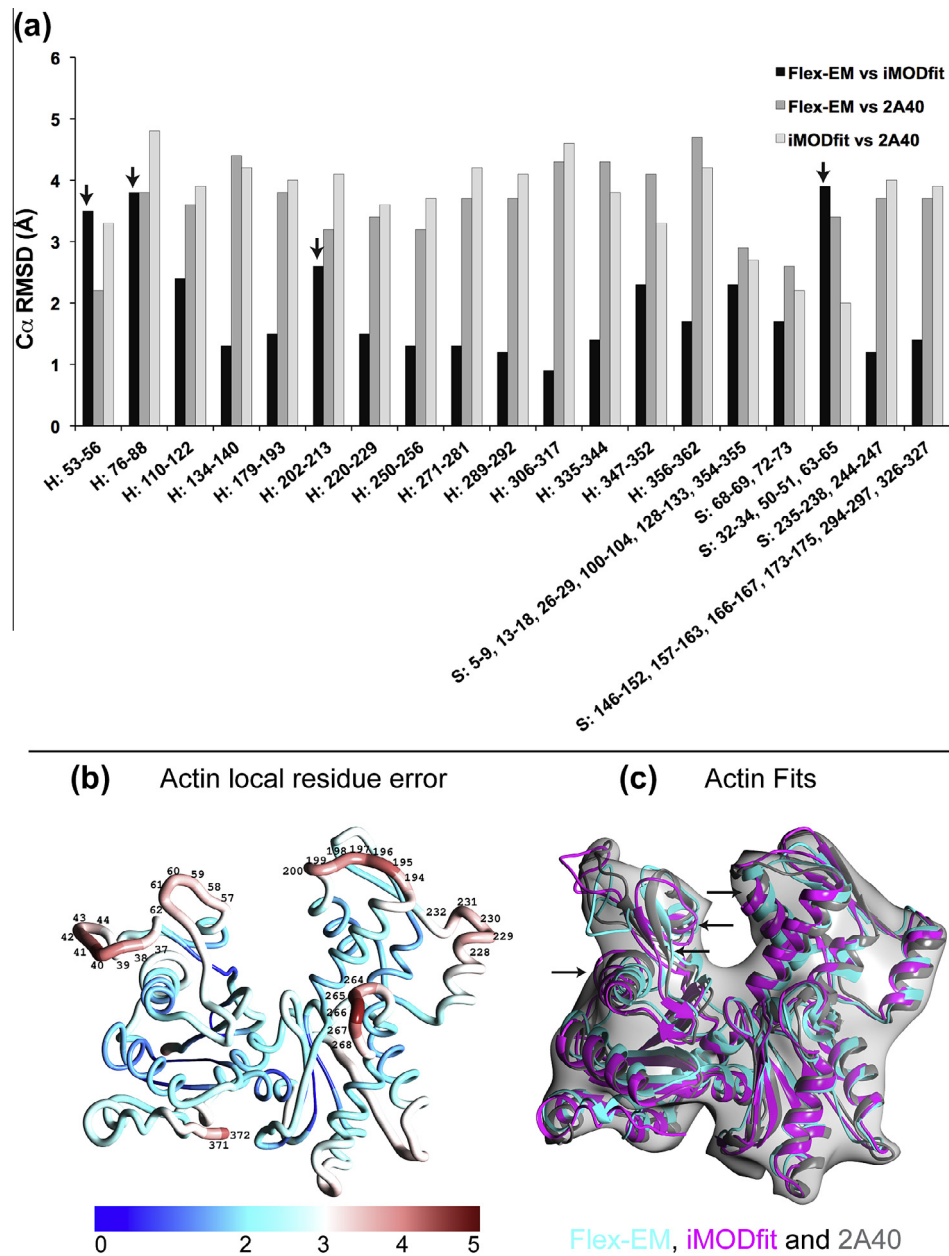 (a)
6
5
4
3
2
1
0
Cα RMSD (Å)
Flex-EM vs iMODfit
Flex-EM vs 2A40
iMODfit vs 2A40
H: 53-56
H: 76-88
H: 110-122
H: 134-140
H: 179-193
H: 202-213
H: 220-229
H: 250-256
H: 271-281
H: 289-292
H: 306-317
H: 335-344
H: 347-352
H: 356-362
S: 5-9, 13-18, 26-29, 100-104, 128-133, 354-355
S: 68-69, 72-73
S: 32-34, 50-51, 63-65
S: 235-238, 244-247
S: 146-152, 157-163, 166-167, 173-175, 294-297, 326-327
(b) Actin local residue error
60
59
58
57
61
62
43
44
42
41
40
39
38
37
200
199
198
197
196
195
194
232
231
230
229
228
264
265
266
267
268
372
371
0 1 2 3 4 5
(c) Actin Fits
Flex-EM, iMODfit and 2A40